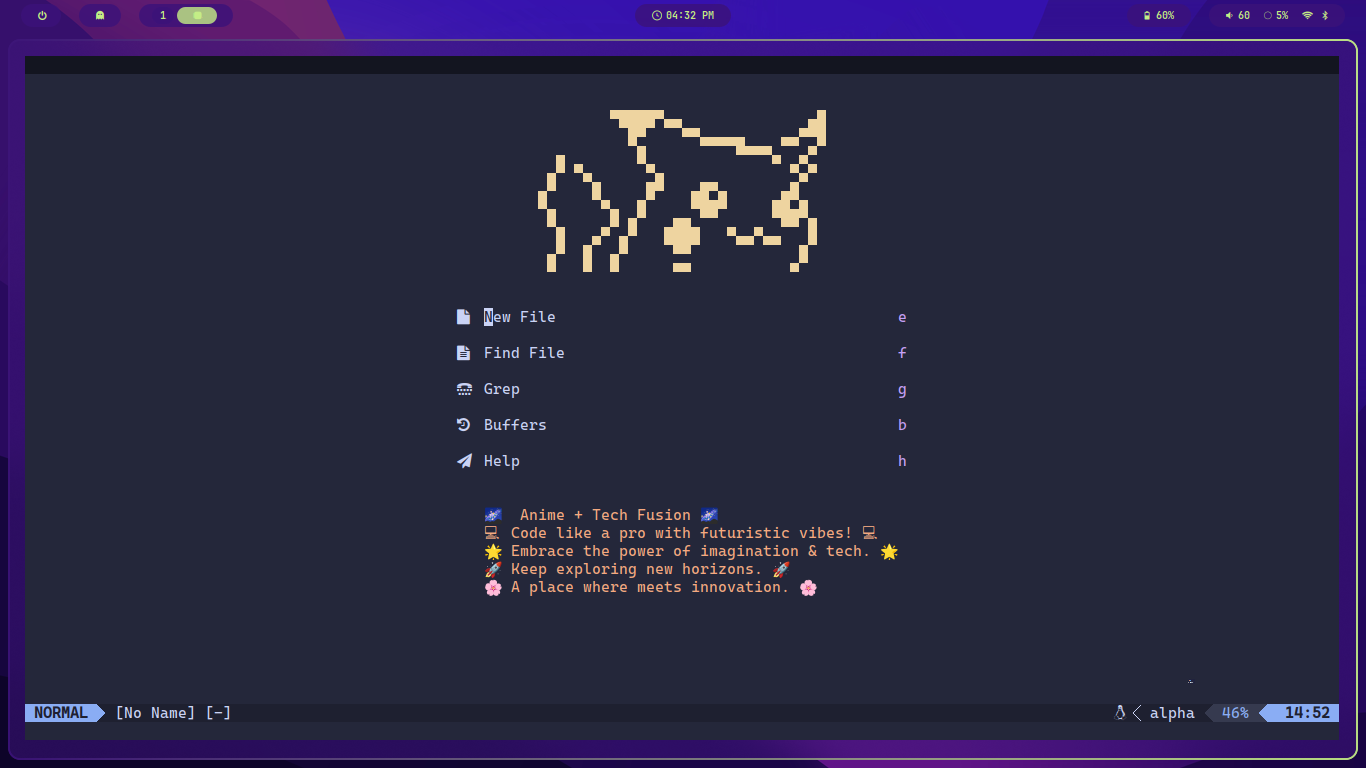 1
04:32 PM
60%
60
5%
New File e
Find File f
Grep g
Buffers b
Help h
Anime + Tech Fusion
Code like a pro with futuristic vibes!
Embrace the power of imagination & tech.
Keep exploring new horizons.
A place where meets innovation.
NORMAL [No Name] [-] alpha 46% 14:52